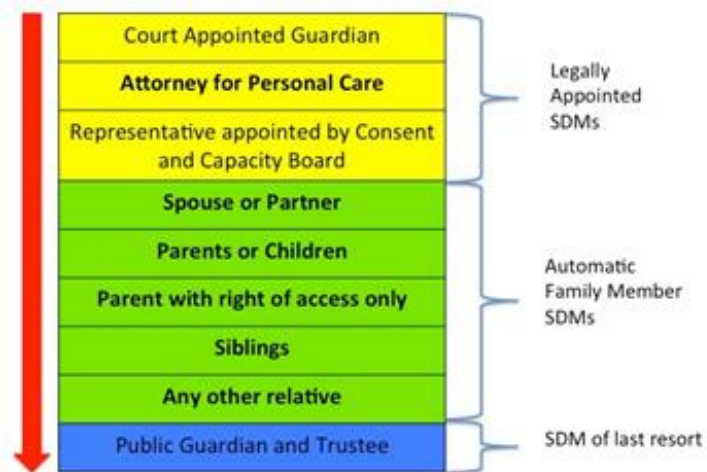 Court Appointed Guardian
Attorney for Personal Care
Representative appointed by Consent
and Capacity Board
Spouse or Partner
Parents or Children
Parent with right of access only
Siblings
Any other relative
Public Guardian and Trustee
Legally
Appointed
SDMs
Automatic
Family Member
SDMs
SDM of last resort